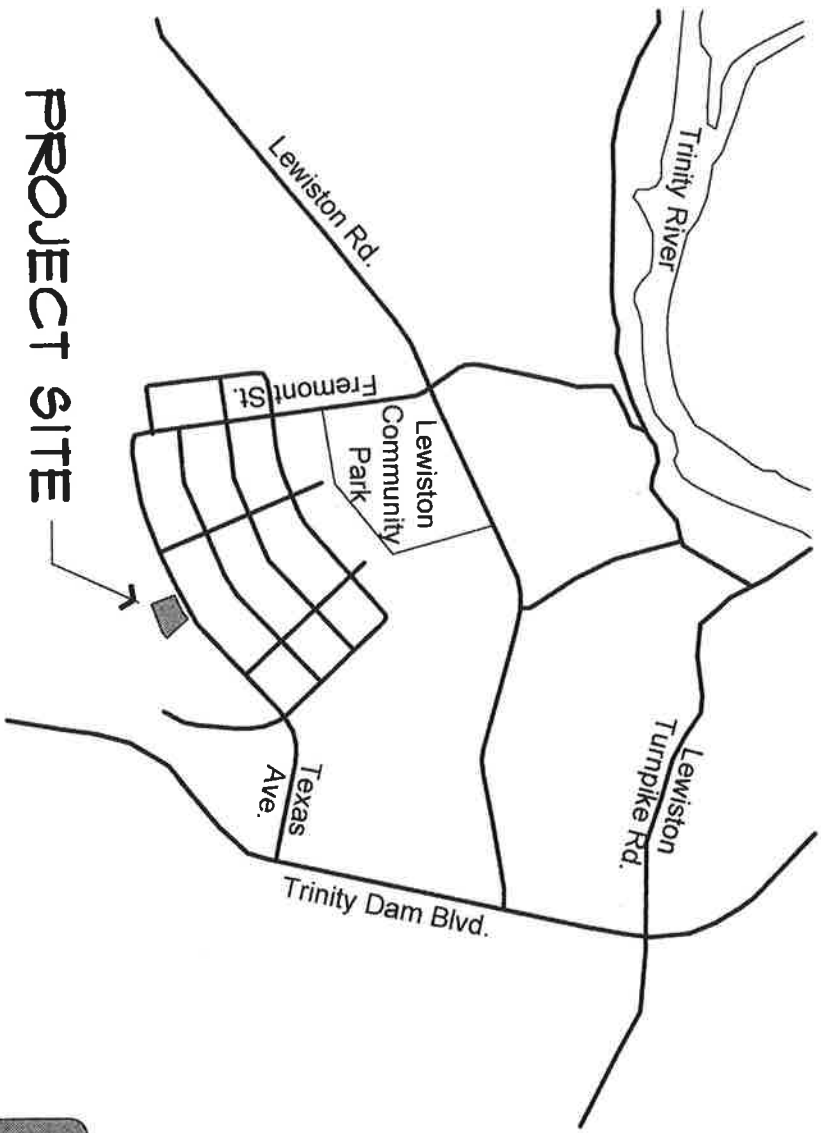 Trinity River
Lewiston Rd.
Fremont St.
Lewiston
Community
Park
Lewiston
Turnpike Rd.
Texas
Ave.
Trinity Dam Blvd.
PROJECT SITE